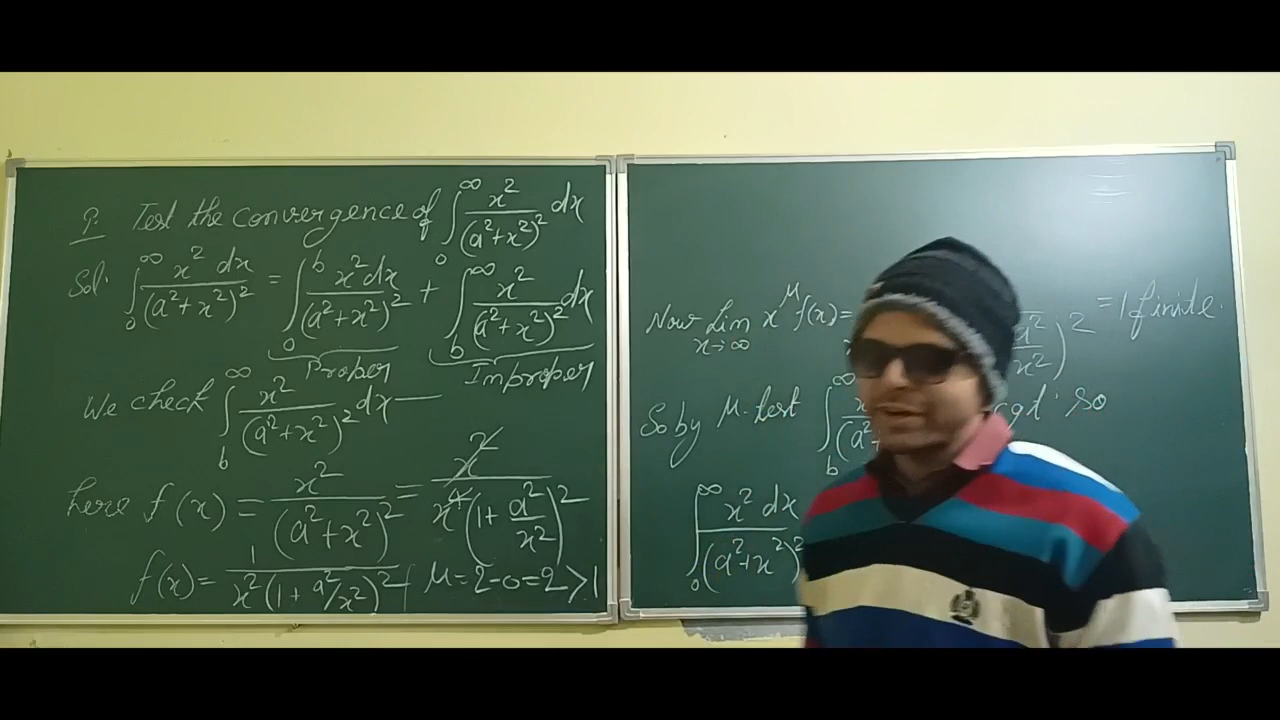 Q. Test the convergence of ∫₀^∞ x²/(a²+x²)² dx
Sol. ∫₀^∞ x² dx/(a²+x²)² = ∫₀^b x² dx/(a²+x²)² + ∫_b^∞ x²/(a²+x²)² dx
Proper Improper
We check ∫_b^∞ x²/(a²+x²)² dx —
here f(x) = x²/(a²+x²)² = x²/(x⁴(1+a²/x²)²)
f(x) = 1/(x²(1+a²/x²)²) μ = 2-0 = 2 > 1
Now Lim x→∞ x^μ f(x) = x²)² = 1 finite.
So by μ-test ∫_b^∞ (a² cgt. so
∫₀^∞ x² dx/(a²+x²)²